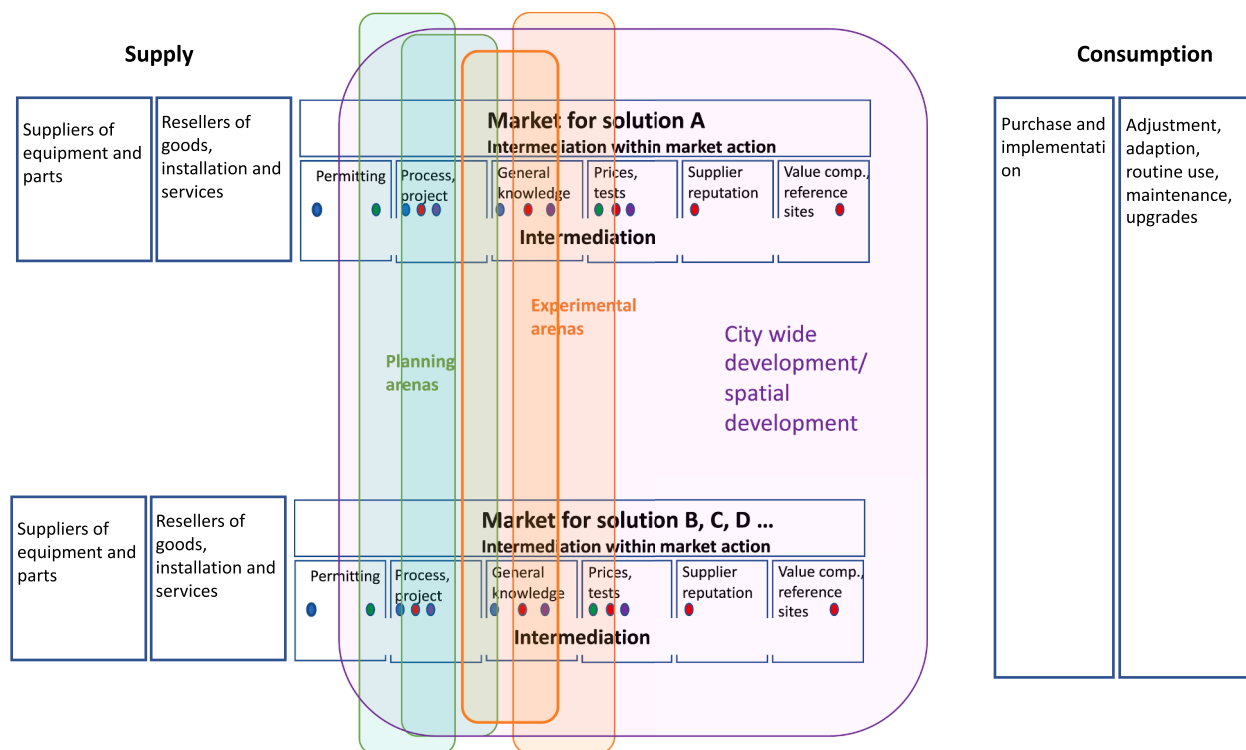 Supply
Consumption
Suppliers of
equipment and
parts
Resellers of
goods,
installation and
services
Market for solution A
Intermediation within market action
Permitting
Process,
project
General
knowledge
Prices,
tests
Supplier
reputation
Value comp.,
reference
sites
Intermediation
Purchase and
implementati
on
Adjustment,
adaption,
routine use,
maintenance,
upgrades
Experimental
arenas
Planning
arenas
City wide
development/
spatial
development
Suppliers of
equipment and
parts
Resellers of
goods,
installation and
services
Market for solution B, C, D ...
Intermediation within market action
Permitting
Process,
project
General
knowledge
Prices,
tests
Supplier
reputation
Value comp.,
reference
sites
Intermediation